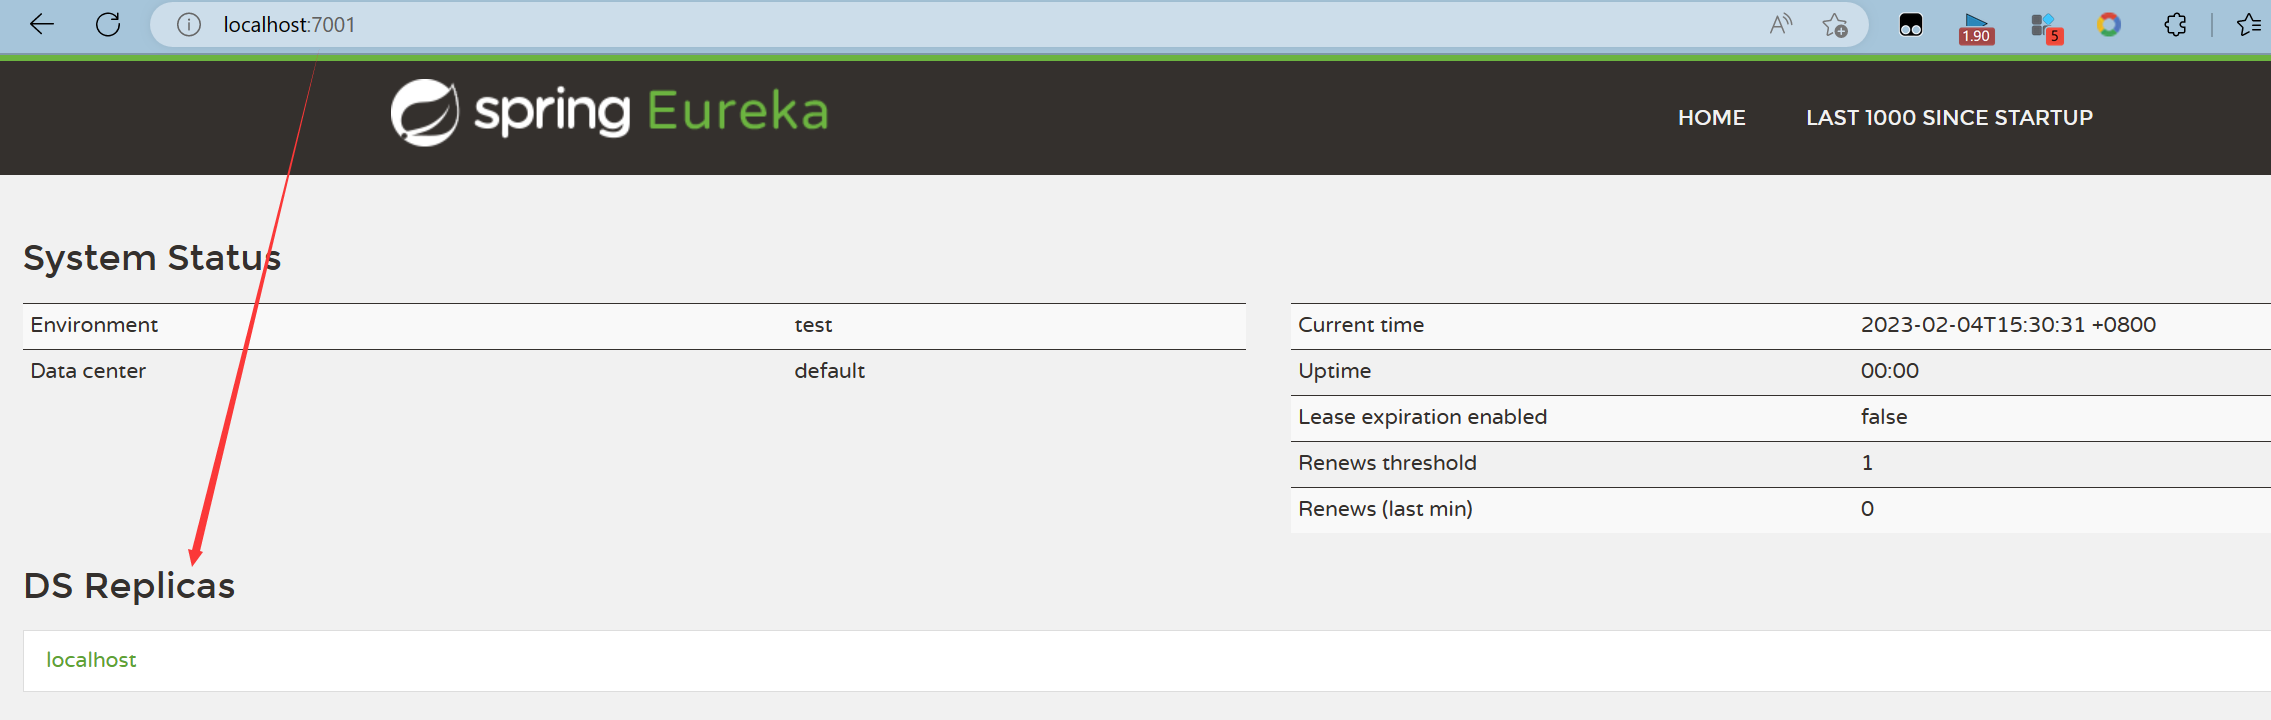 localhost:7001
1.90
5
spring Eureka
HOME
LAST 1000 SINCE STARTUP
System Status
Environment test
Data center default
Current time 2023-02-04T15:30:31 +0800
Uptime 00:00
Lease expiration enabled false
Renews threshold 1
Renews (last min) 0
DS Replicas
localhost